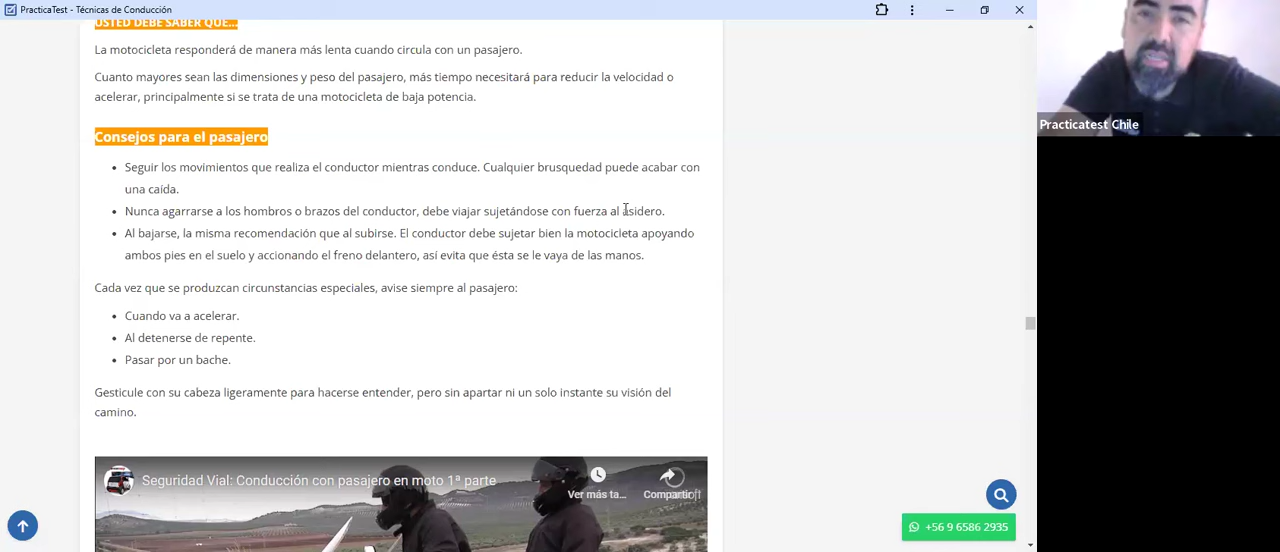 PracticaTest - Técnicas de Conducción
USTED DEBE SABER QUE...
La motocicleta responderá de manera más lenta cuando circula con un pasajero.
Cuanto mayores sean las dimensiones y peso del pasajero, más tiempo necesitará para reducir la velocidad o
acelerar, principalmente si se trata de una motocicleta de baja potencia.
Consejos para el pasajero
Seguir los movimientos que realiza el conductor mientras conduce. Cualquier brusquedad puede acabar con
una caída.
Nunca agarrarse a los hombros o brazos del conductor, debe viajar sujetándose con fuerza al asidero.
Al bajarse, la misma recomendación que al subirse. El conductor debe sujetar bien la motocicleta apoyando
ambos pies en el suelo y accionando el freno delantero, así evita que ésta se le vaya de las manos.
Cada vez que se produzcan circunstancias especiales, avise siempre al pasajero:
Cuando va a acelerar.
Al detenerse de repente.
Pasar por un bache.
Gesticule con su cabeza ligeramente para hacerse entender, pero sin apartar ni un solo instante su visión del
camino.
Seguridad Vial: Conducción con pasajero en moto 1ª parte
Ver más ta...
Compartir
+56 9 6586 2935
Practicatest Chile